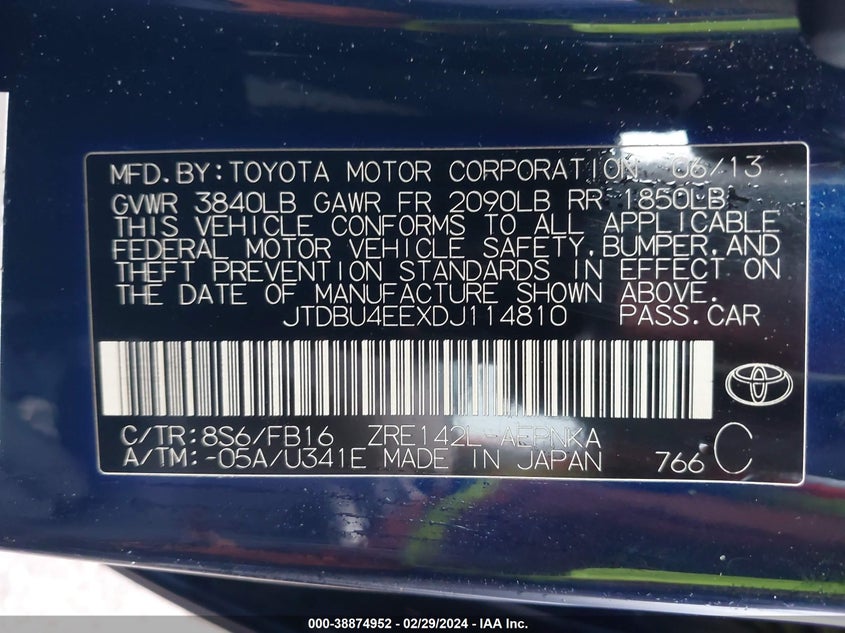 MFD.BY:TOYOTA MOTOR CORPORATION 06/13
GVWR 3840LB GAWR FR 2090LB RR 1850LB
THIS VEHICLE CONFORMS TO ALL APPLICABLE
FEDERAL MOTOR VEHICLE SAFETY,BUMPER,AND
THEFT PREVENTION STANDARDS IN EFFECT ON
THE DATE OF MANUFACTURE SHOWN ABOVE.
JTDBU4EEXDJ114810 PASS.CAR
C/TR:8S6/FB16 ZRE142L-AEPNKA
A/TM:-05A/U341E MADE IN JAPAN 766 C
000-38874952 / 02/29/2024 - IAA Inc.